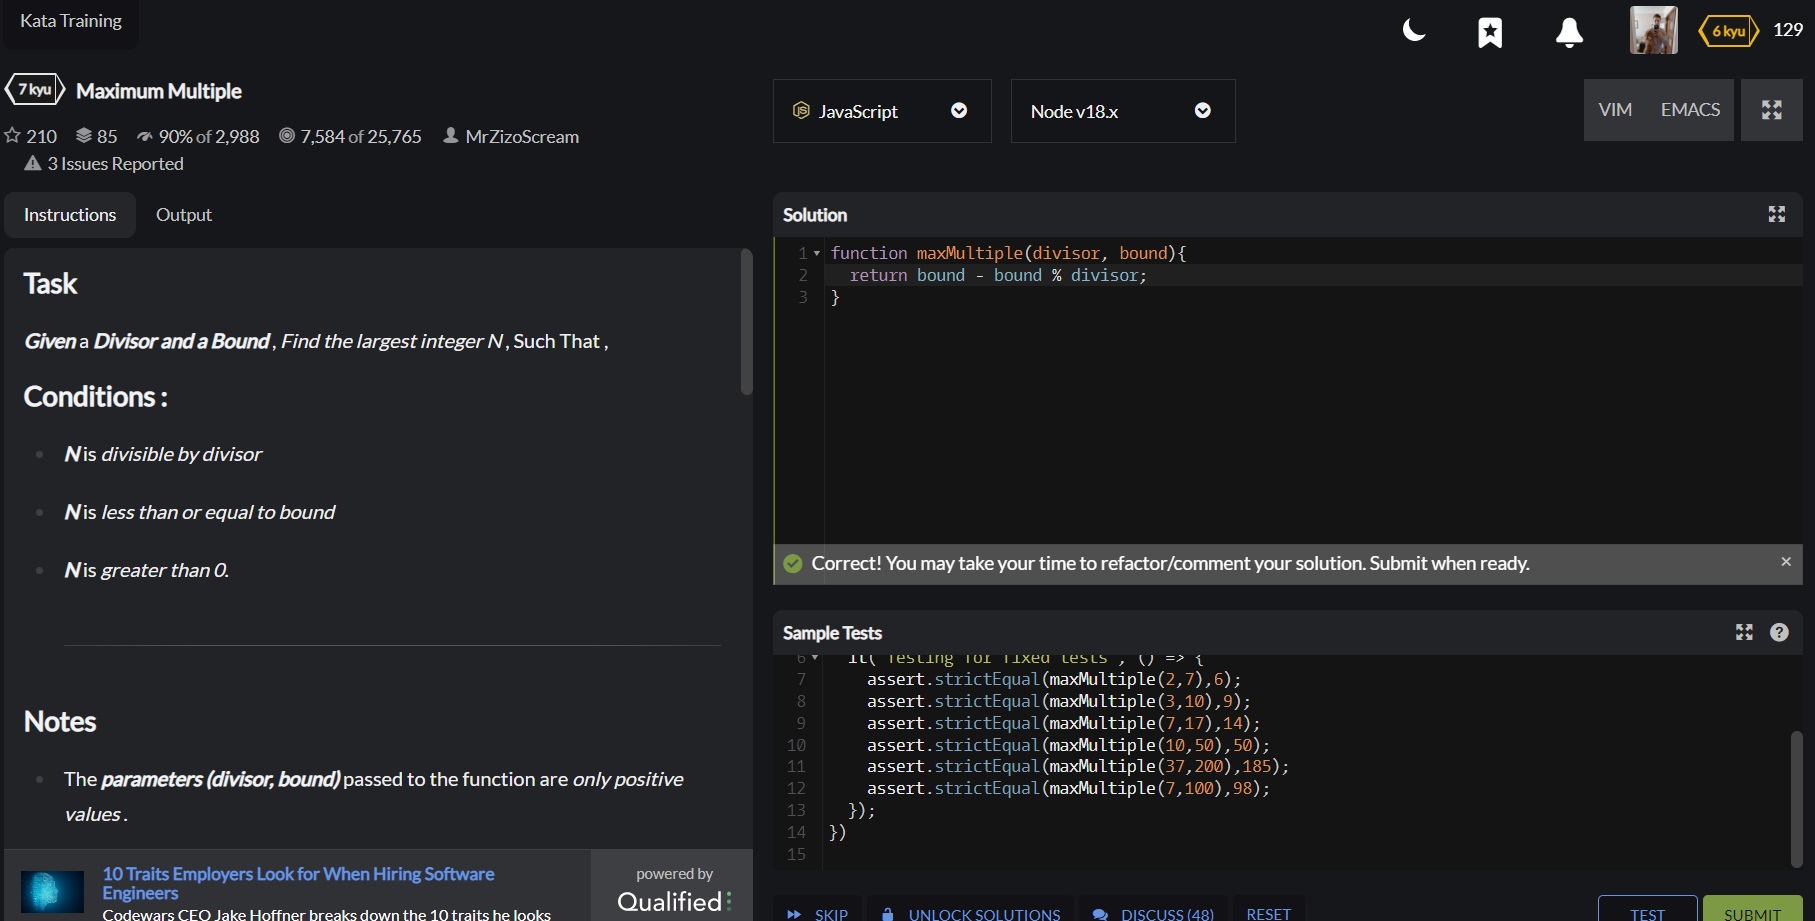 Kata Training
6 kyu
129
7 kyu
Maximum Multiple
210 85 90% of 2,988 7,584 of 25,765 MrZizoScream
3 Issues Reported
JavaScript
Node v18.x
VIM EMACS
Instructions Output
Task
Given a Divisor and a Bound , Find the largest integer N , Such That ,
Conditions :
N is divisible by divisor
N is less than or equal to bound
N is greater than 0.
Notes
The parameters (divisor, bound) passed to the function are only positive
values .
10 Traits Employers Look for When Hiring Software
Engineers
Codewars CEO Jake Hoffner breaks down the 10 traits he looks
powered by
Qualified
Solution
1 function maxMultiple(divisor, bound){
2 return bound - bound % divisor;
3 }
Correct! You may take your time to refactor/comment your solution. Submit when ready.
Sample Tests
6 it("Testing for fixed tests", () => {
7 assert.strictEqual(maxMultiple(2,7),6);
8 assert.strictEqual(maxMultiple(3,10),9);
9 assert.strictEqual(maxMultiple(7,17),14);
10 assert.strictEqual(maxMultiple(10,50),50);
11 assert.strictEqual(maxMultiple(37,200),185);
12 assert.strictEqual(maxMultiple(7,100),98);
13 });
14 })
15
SKIP UNLOCK SOLUTIONS DISCUSS (48) RESET TEST SUBMIT